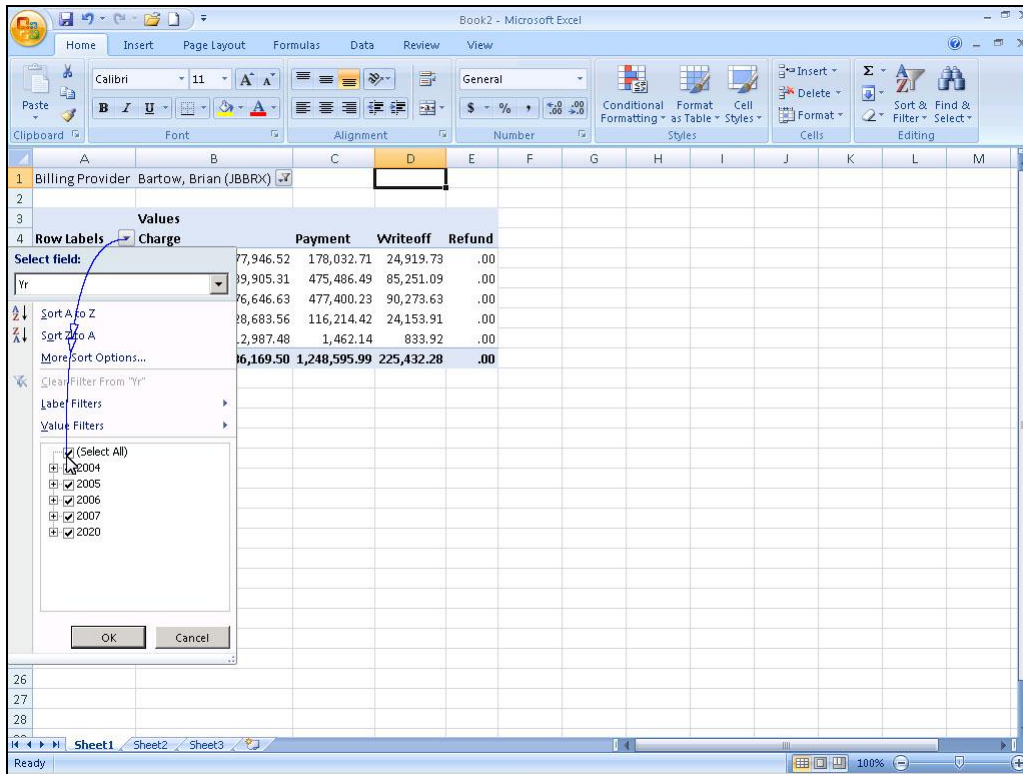 Book2 - Microsoft Excel
Home Insert Page Layout Formulas Data Review View
Paste
Calibri 11 A A
B I U A
General
$ % , .00 .00
Conditional Formatting
Format as Table
Cell Styles
Insert
Delete
Format
Σ
Sort & Filter
Find & Select
Clipboard Font Alignment Number Styles Cells Editing
A B C D E F G H I J K L M
1 Billing Provider Bartow, Brian (JBBRX)
2
3 Values
4 Row Labels Charge Payment Writeoff Refund
77,946.52 178,032.71 24,919.73 .00
39,905.31 475,486.49 85,251.09 .00
76,646.63 477,400.23 90,273.63 .00
28,683.56 116,214.42 24,153.91 .00
12,987.48 1,462.14 833.92 .00
36,169.50 1,248,595.99 225,432.28 .00
Select field:
Yr
Sort A to Z
Sort Z to A
More Sort Options...
Clear Filter From "Yr"
Label Filters
Value Filters
(Select All)
2004
2005
2006
2007
2020
OK Cancel
26
27
28
Sheet1 Sheet2 Sheet3
Ready 100%